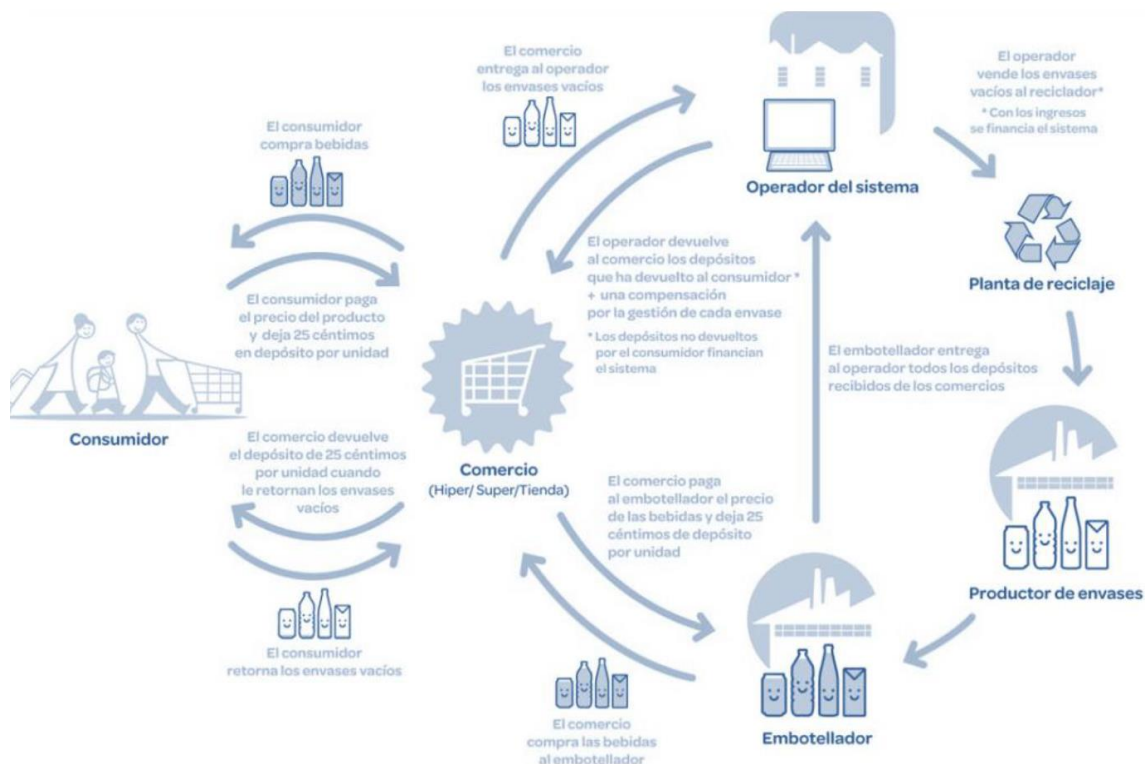 El comercio
entrega al operador
los envases vacíos
El operador
vende los envases
vacíos al reciclador*
* Con los ingresos
se financia el sistema
El consumidor
compra bebidas
Operador del sistema
El operador devuelve
al comercio los depósitos
que ha devuelto al consumidor *
+ una compensación
por la gestión de cada envase
* Los depósitos no devueltos
por el consumidor financian
el sistema
Planta de reciclaje
El consumidor paga
el precio del producto
y deja 25 céntimos
en depósito por unidad
El embotellador entrega
al operador todos los depósitos
recibidos de los comercios
Consumidor
El comercio devuelve
el depósito de 25 céntimos
por unidad cuando
le retornan los envases
vacíos
Comercio
(Hiper/ Super/Tienda)
El comercio paga
al embotellador el precio
de las bebidas y deja 25
céntimos de depósito
por unidad
Productor de envases
El consumidor
retorna los envases vacíos
El comercio
compra las bebidas
al embotellador
Embotellador